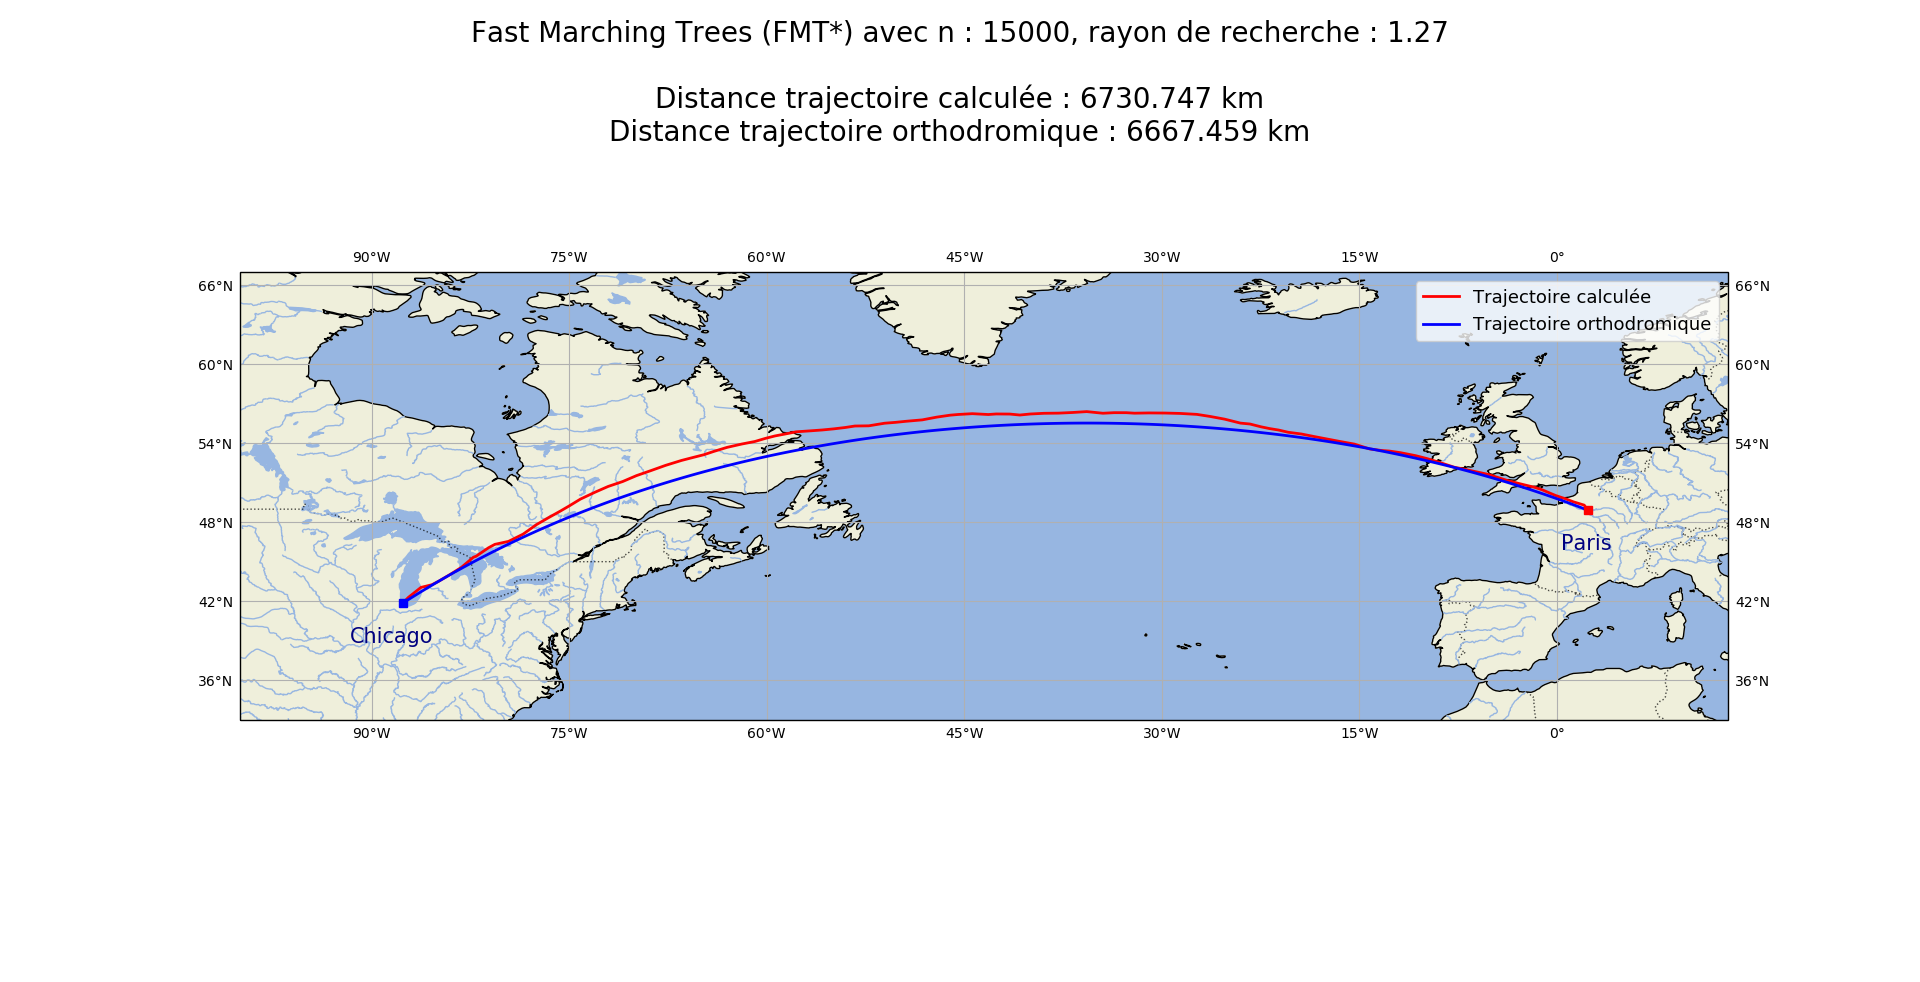 Fast Marching Trees (FMT*) avec n : 15000, rayon de recherche : 1.27
Distance trajectoire calculée : 6730.747 km
Distance trajectoire orthodromique : 6667.459 km
90°W 75°W 60°W 45°W 30°W 15°W 0°
Trajectoire calculée
Trajectoire orthodromique
66°N 66°N
60°N 60°N
54°N 54°N
48°N 48°N
Paris
42°N 42°N
Chicago
36°N 36°N
90°W 75°W 60°W 45°W 30°W 15°W 0°